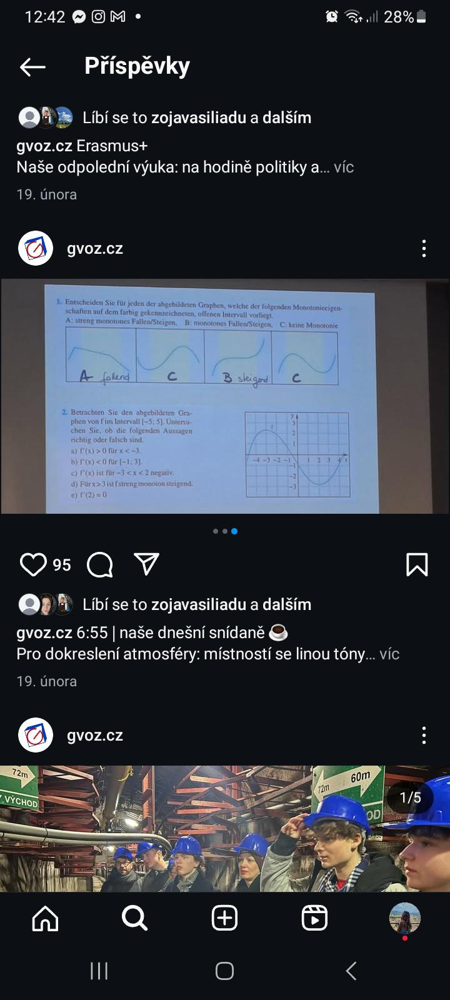 12:42
28%
Příspěvky
Líbí se to zojavasiliadu a dalším
gvoz.cz Erasmus+
Naše odpolední výuka: na hodině politiky a... víc
19. února
gvoz.cz
1. Entscheiden Sie für jeden der abgebildeten Graphen, welche der folgenden Monotonieeigen-
schaften auf dem farbig gekennzeichneten, offenen Intervall vorliegt.
A: streng monotones Fallen/Steigen, B: monotones Fallen/Steigen, C: keine Monotonie
A fallend C B steigend C
2. Betrachten Sie den abgebildeten Gra-
phen von f im Intervall [-5; 5]. Untersu-
chen Sie, ob die folgenden Aussagen
richtig oder falsch sind.
a) f'(x) > 0 für x < -3.
b) f'(x) < 0 für [-1; 3].
c) f'(x) ist für -3 < x < 2 negativ.
d) Für x > 3 ist f streng monoton steigend.
e) f'(2) = 0
y
3
f
2
1
-4 -3 -2 -1 1 2 3 4 x
-1
-2
-3
95
Líbí se to zojavasiliadu a dalším
gvoz.cz 6:55 | naše dnešní snídaně
Pro dokreslení atmosféry: místností se linou tóny... víc
19. února
gvoz.cz
72m
VÝCHOD
60m
72m
OD
1/5